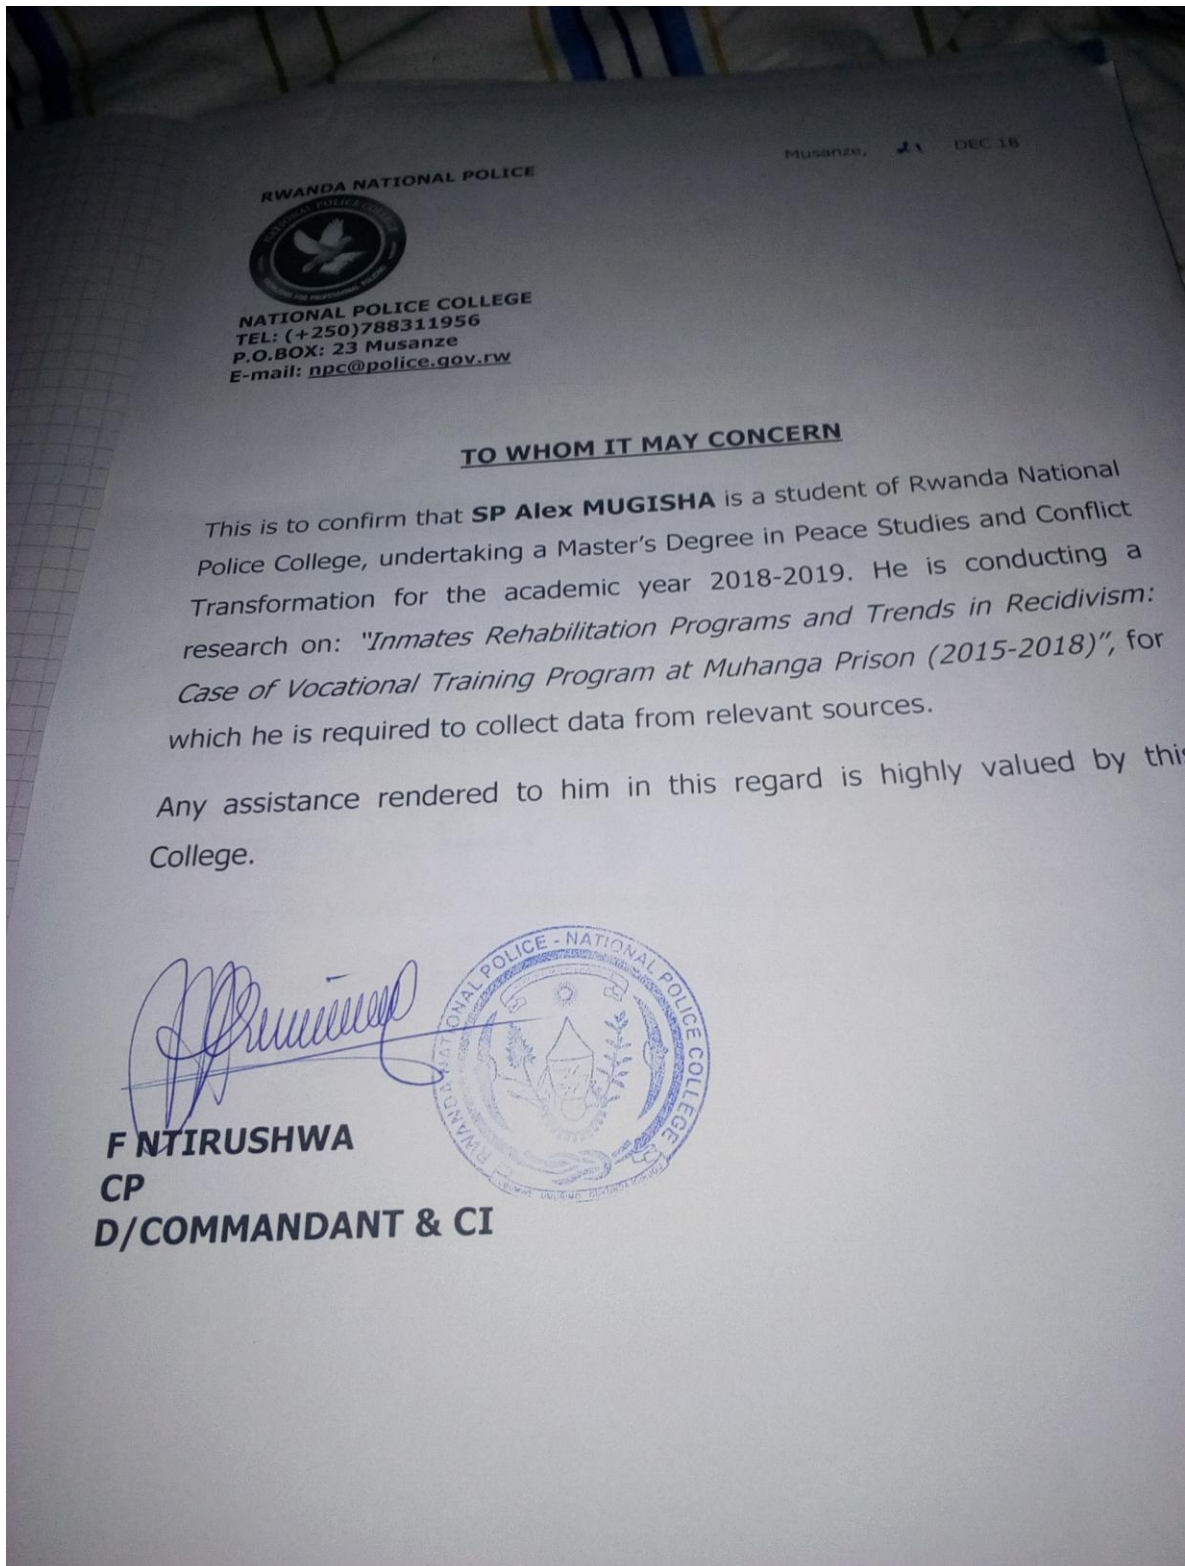 Musanze, 21 DEC 18
RWANDA NATIONAL POLICE
NATIONAL POLICE COLLEGE
NATIONAL POLICE COLLEGE
TEL: (+250)788311956
P.O.BOX: 23 Musanze
E-mail: npc@police.gov.rw
TO WHOM IT MAY CONCERN
This is to confirm that SP Alex MUGISHA is a student of Rwanda National
Police College, undertaking a Master's Degree in Peace Studies and Conflict
Transformation for the academic year 2018-2019. He is conducting a
research on: "Inmates Rehabilitation Programs and Trends in Recidivism:
Case of Vocational Training Program at Muhanga Prison (2015-2018)", for
which he is required to collect data from relevant sources.
Any assistance rendered to him in this regard is highly valued by this
College.
RWANDA NATIONAL POLICE - NATIONAL POLICE COLLEGE
F NTIRUSHWA
CP
D/COMMANDANT & CI